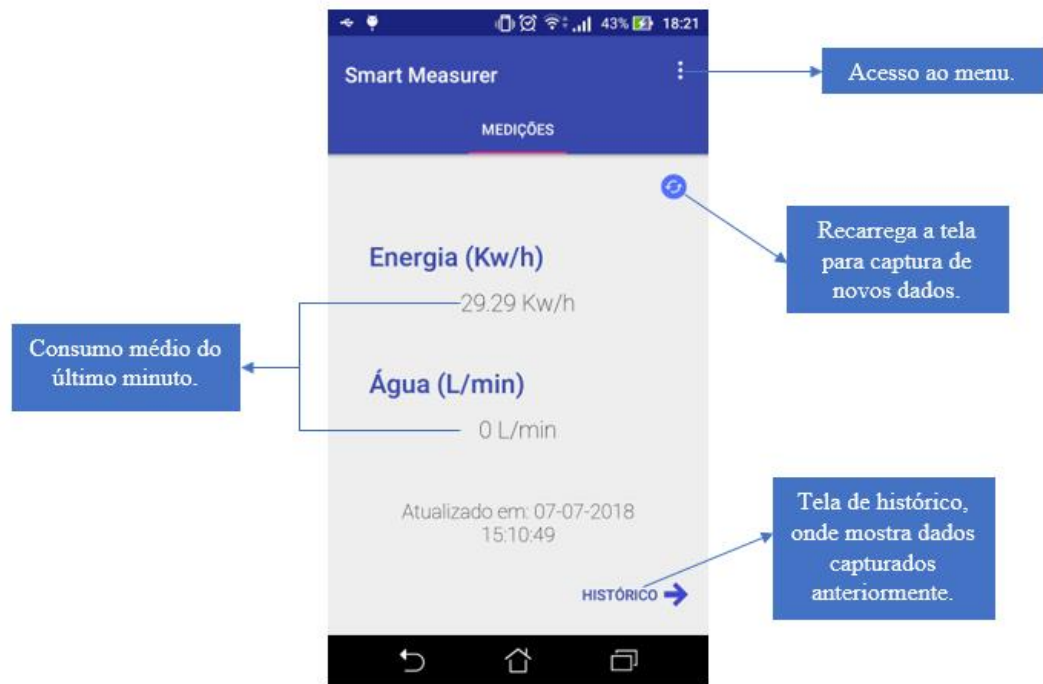 43% 18:21
Smart Measurer
Acesso ao menu.
MEDIÇÕES
Recarrega a tela
para captura de
novos dados.
Energia (Kw/h)
29.29 Kw/h
Consumo médio do
último minuto.
Água (L/min)
0 L/min
Atualizado em: 07-07-2018
15:10:49
Tela de histórico,
onde mostra dados
capturados
anteriormente.
HISTÓRICO